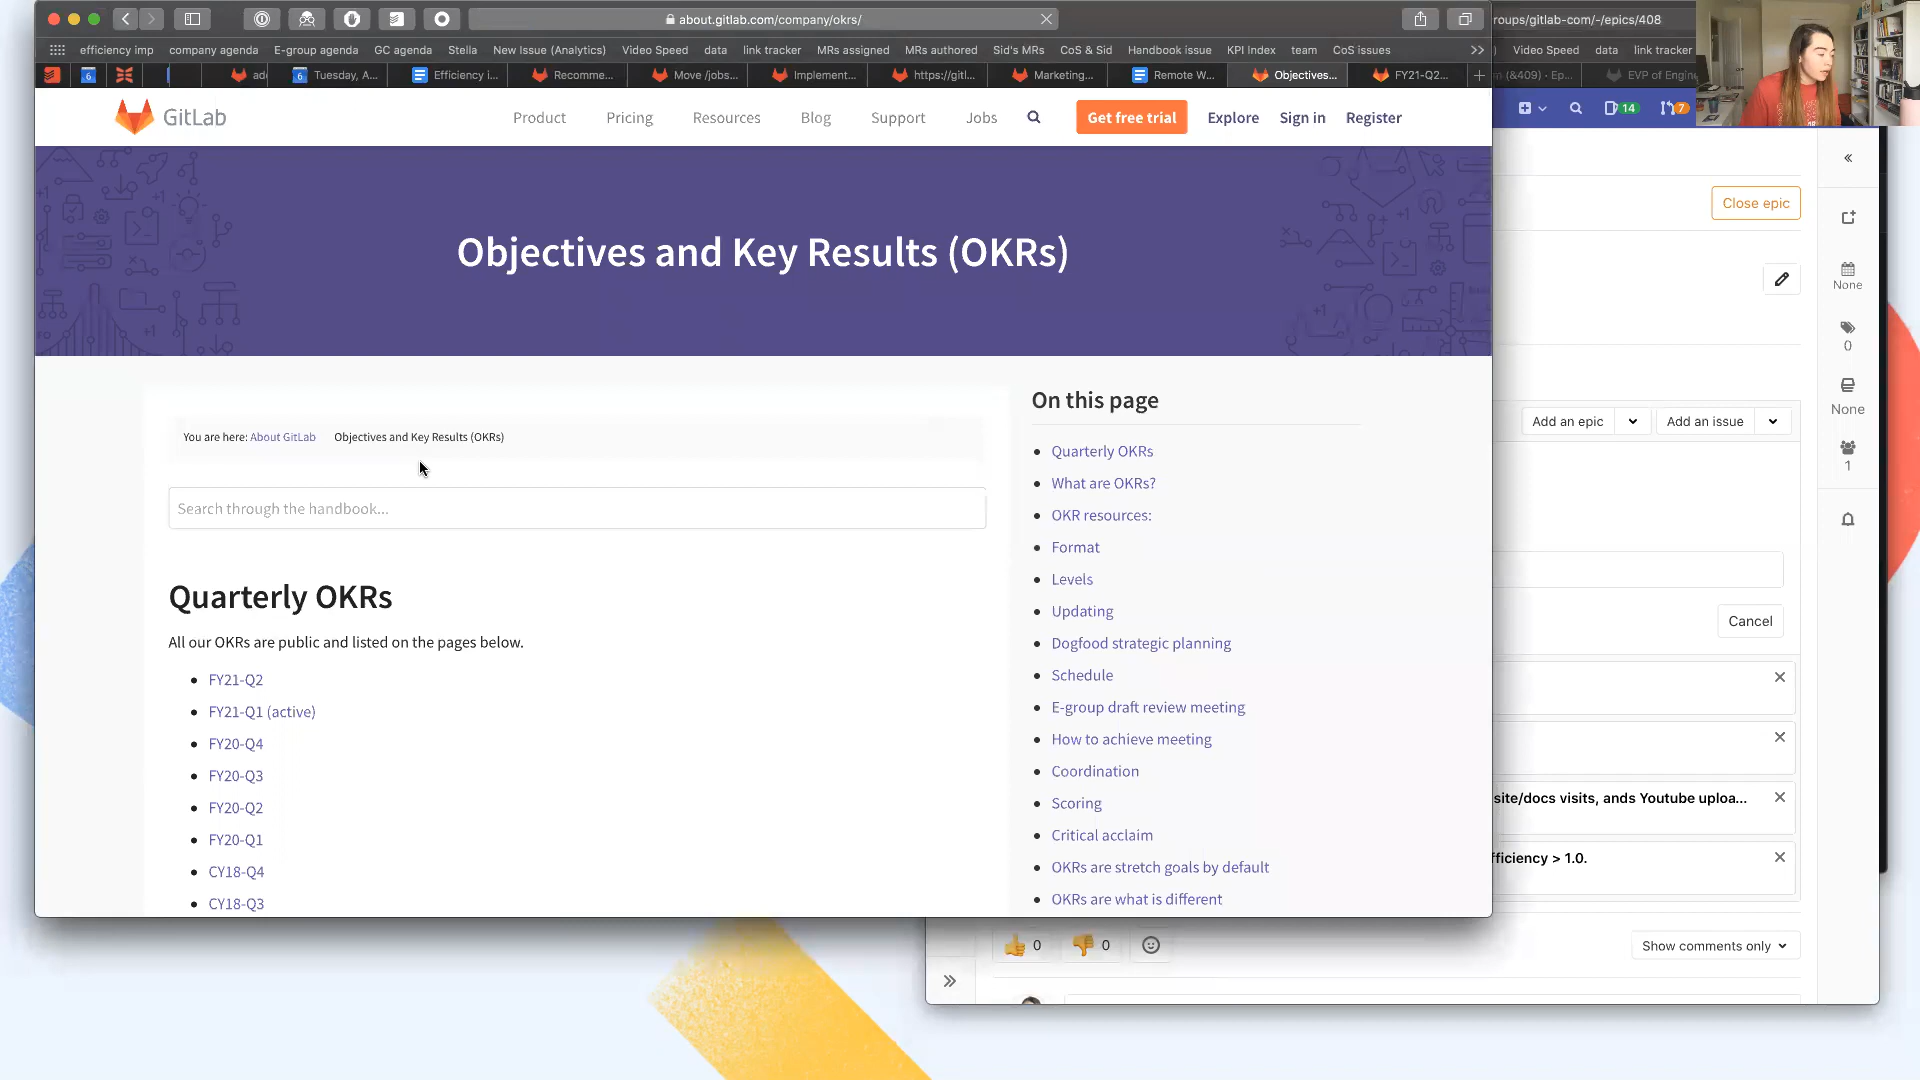 about.gitlab.com/company/okrs/
roups/gitlab-com/-/epics/408
efficiency imp company agenda E-group agenda GC agenda Stella New Issue (Analytics) Video Speed data link tracker MRs assigned MRs authored Sid's MRs CoS & Sid Handbook issue KPI Index team CoS issues
Video Speed data link tracker
6 ad 6 Tuesday, A... Efficiency i... Recomme... Move /jobs... Implement... https://gitl... Marketing... Remote W... Objectives... FY21-Q2...
(&409) · Ep... EVP of Engin
GitLab
Product Pricing Resources Blog Support Jobs Get free trial Explore Sign in Register
14 7
Objectives and Key Results (OKRs)
Close epic
None
0
None
1
You are here: About GitLab Objectives and Key Results (OKRs)
Search through the handbook...
Quarterly OKRs
All our OKRs are public and listed on the pages below.
FY21-Q2
FY21-Q1 (active)
FY20-Q4
FY20-Q3
FY20-Q2
FY20-Q1
CY18-Q4
CY18-Q3
On this page
Quarterly OKRs
What are OKRs?
OKR resources:
Format
Levels
Updating
Dogfood strategic planning
Schedule
E-group draft review meeting
How to achieve meeting
Coordination
Scoring
Critical acclaim
OKRs are stretch goals by default
OKRs are what is different
Add an epic Add an issue
Cancel
site/docs visits, ands Youtube uploa...
fficiency > 1.0.
0 0
Show comments only